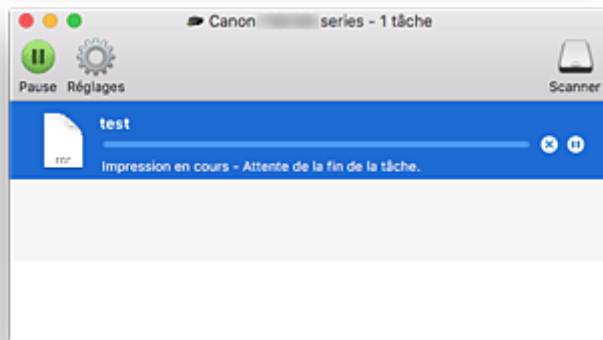 Canon series - 1 tâche
Pause Réglages Scanner
test
Impression en cours - Attente de la fin de la tâche.